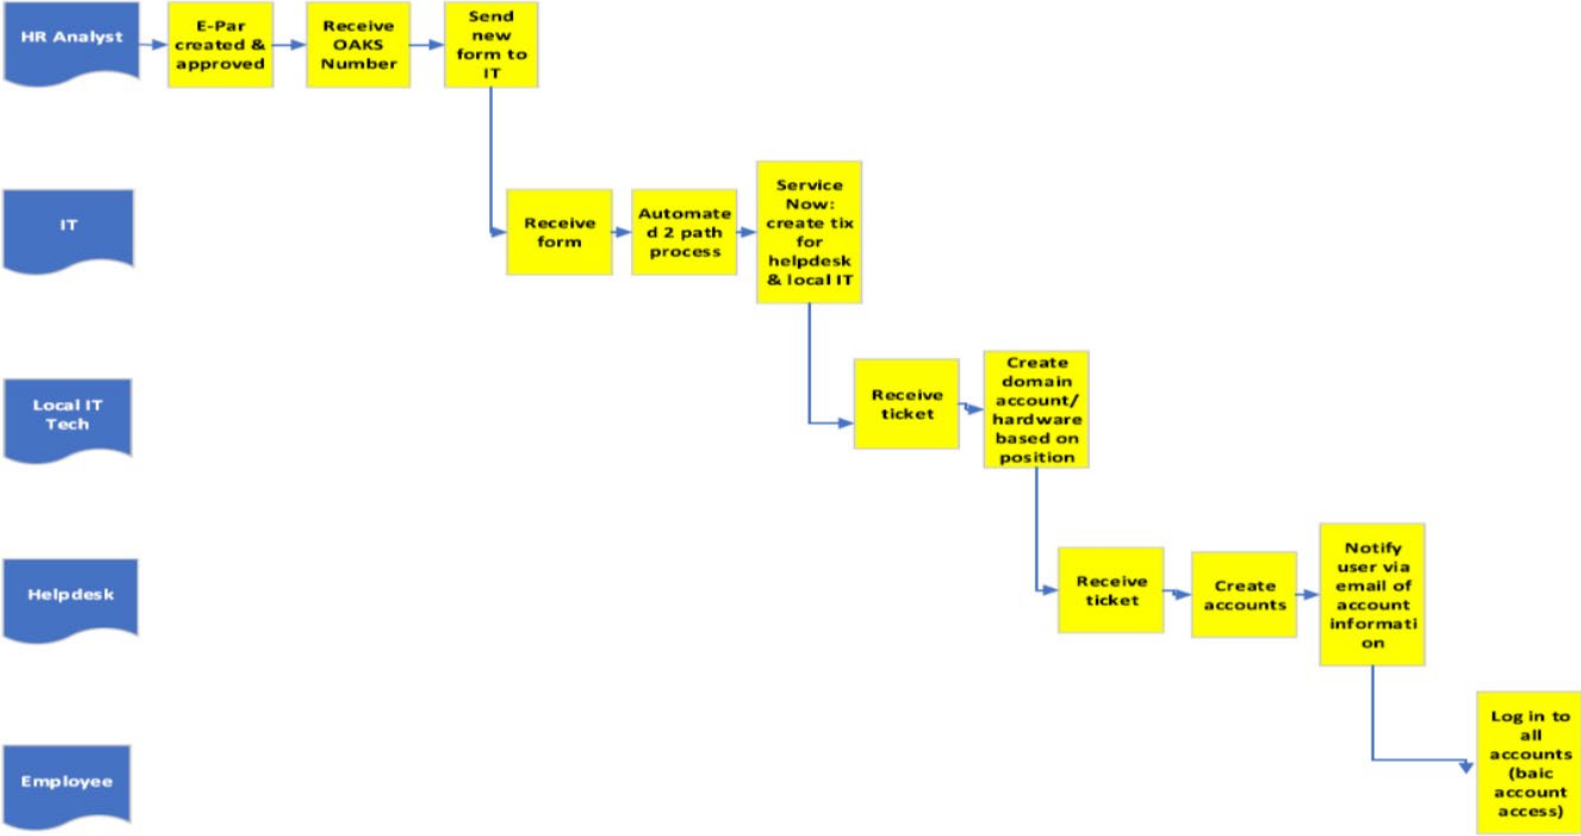 HR Analyst
E-Par
created &
approved
Receive
OAKS
Number
Send
new
form to
IT
IT
Receive
form
Automate
d 2 path
process
Service
Now:
create tix
for
helpdesk
& local IT
Local IT
Tech
Receive
ticket
Create
domain
account/
hardware
based on
position
Helpdesk
Receive
ticket
Create
accounts
Notify
user via
email of
account
informati
on
Employee
Log in to
all
accounts
(baic
account
access)